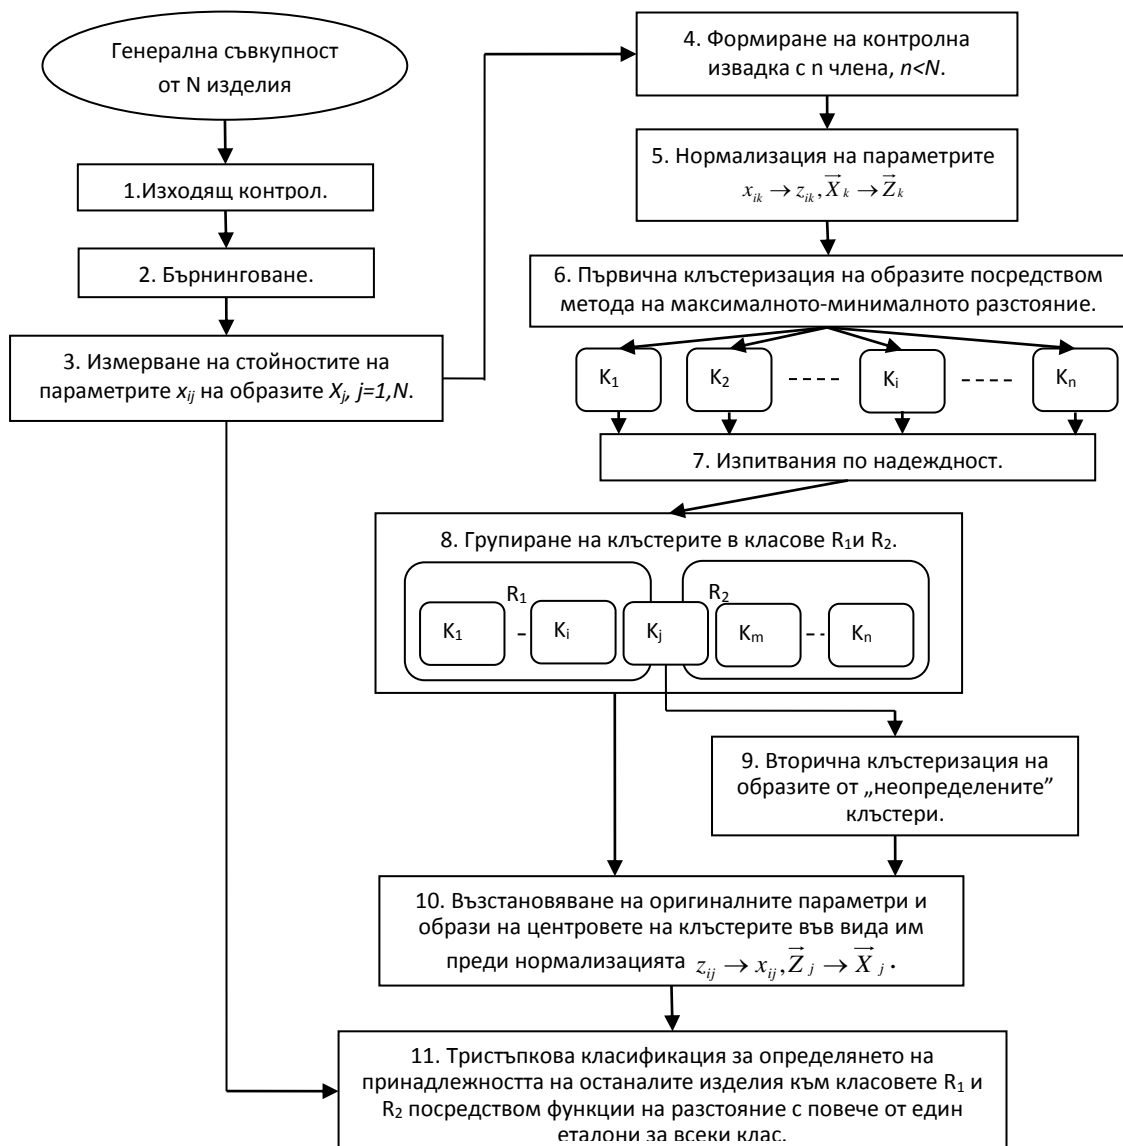 Генерална съвкупност
от N изделия
1.Изходящ контрол.
2. Бърнинговане.
3. Измерване на стойностите на
параметрите xij на образите Xj, j=1,N.
4. Формиране на контролна
извадка с n члена, n<N.
5. Нормализация на параметрите
xik → zik, X⃗k → Z⃗k
6. Първична клъстеризация на образите посредством
метода на максималното-минималното разстояние.
K1 K2 ----- Ki ----- Kn
7. Изпитвания по надеждност.
8. Групиране на клъстерите в класове R1и R2.
R1 R2
K1 - Ki Kj Km --- Kn
9. Вторична клъстеризация на
образите от „неопределените”
клъстери.
10. Възстановяване на оригиналните параметри и
образи на центровете на клъстерите във вида им
преди нормализацията zij → xij, Z⃗j → X⃗j.
11. Тристъпкова класификация за определянето на
принадлежността на останалите изделия към класовете R1 и
R2 посредством функции на разстояние с повече от един
еталони за всеки клас.